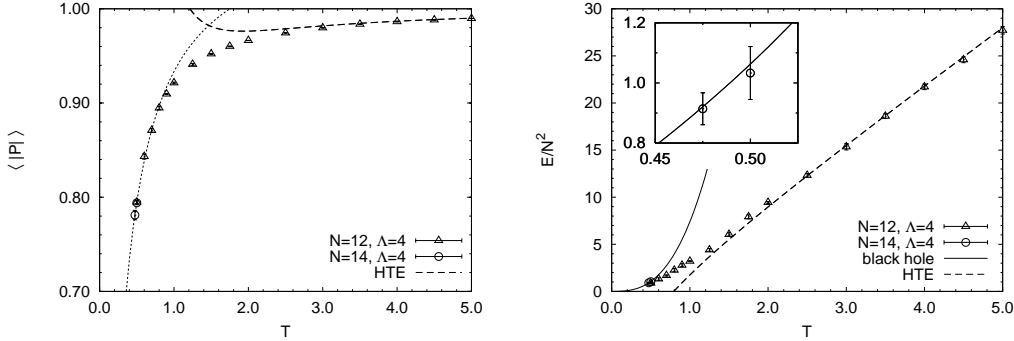 1.00
0.90
0.80
0.70
⟨ |P| ⟩
0.0 1.0 2.0 3.0 4.0 5.0
T
N=12, Λ=4
N=14, Λ=4
HTE
30
25
20
15
10
5
0
E/N²
0.0 1.0 2.0 3.0 4.0 5.0
T
1.2
1.0
0.8
0.45 0.50
N=12, Λ=4
N=14, Λ=4
black hole
HTE